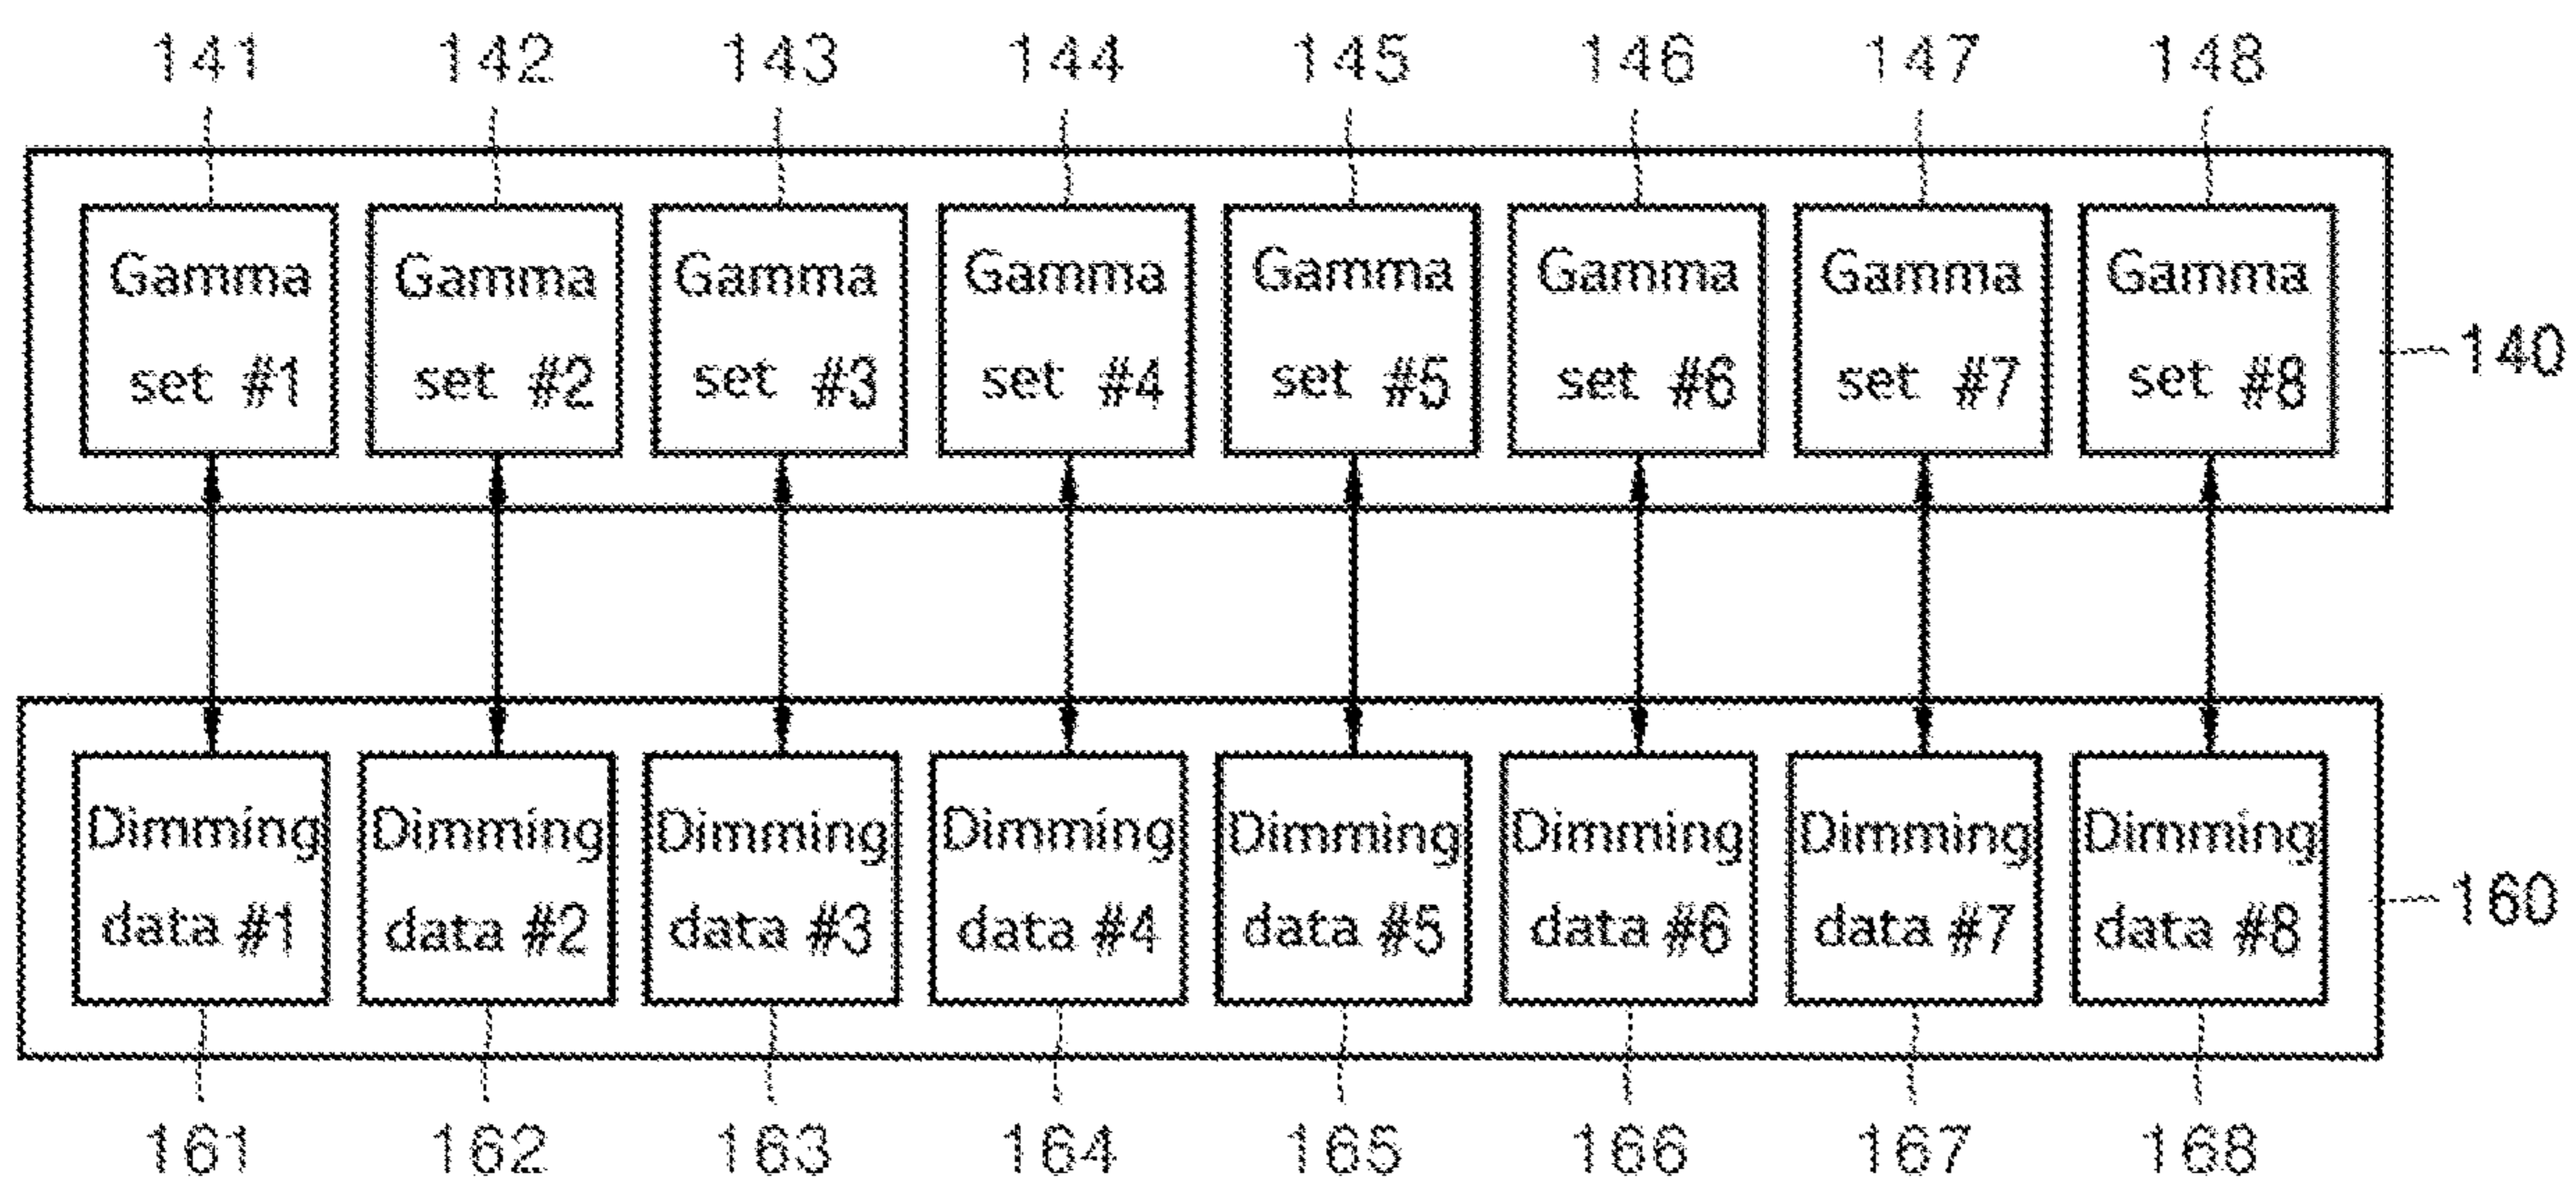 141 142 143 144 145 146 147 148
Gamma Gamma Gamma Gamma Gamma Gamma Gamma Gamma
set #1 set #2 set #3 set #4 set #5 set #6 set #7 set #8
140
Dimming Dimming Dimming Dimming Dimming Dimming Dimming Dimming
data #1 data #2 data #3 data #4 data #5 data #6 data #7 data #8
160
161 162 163 164 165 166 167 168